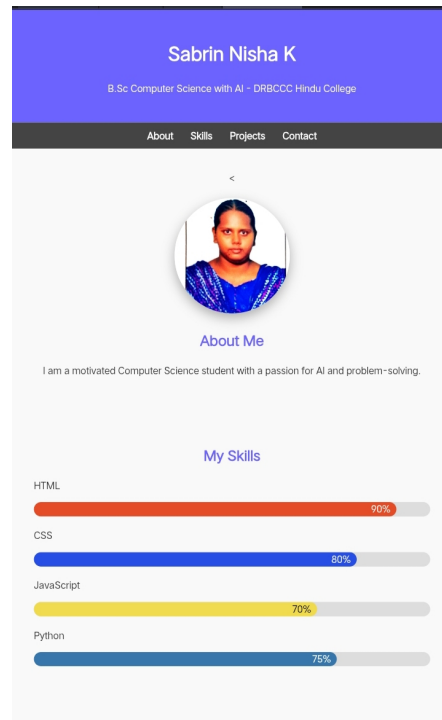 Sabrin Nisha K
B.Sc Computer Science with AI - DRBCCC Hindu College
About Skills Projects Contact
<
About Me
I am a motivated Computer Science student with a passion for AI and problem-solving.
My Skills
HTML
90%
CSS
80%
JavaScript
70%
Python
75%